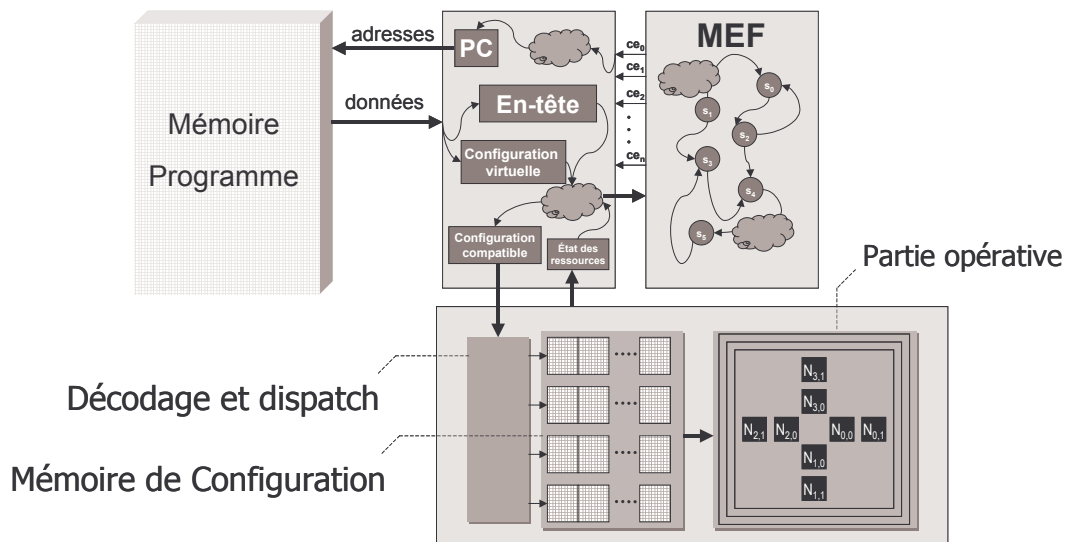 Mémoire
Programme
adresses
données
PC
En-tête
Configuration
virtuelle
Configuration
compatible
État des
ressources
ce0
ce1
ce2
cen
MEF
s0
s1
s2
s3
s4
s5
Partie opérative
Décodage et dispatch
Mémoire de Configuration
N3,1
N3,0
N2,1 N2,0 N0,0 N0,1
N1,0
N1,1